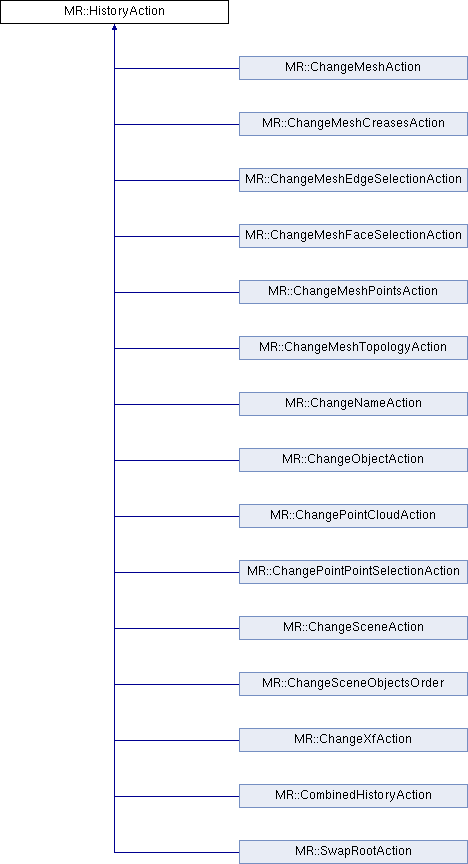 MR::HistoryAction
MR::ChangeMeshAction
MR::ChangeMeshCreasesAction
MR::ChangeMeshEdgeSelectionAction
MR::ChangeMeshFaceSelectionAction
MR::ChangeMeshPointsAction
MR::ChangeMeshTopologyAction
MR::ChangeNameAction
MR::ChangeObjectAction
MR::ChangePointCloudAction
MR::ChangePointPointSelectionAction
MR::ChangeSceneAction
MR::ChangeSceneObjectsOrder
MR::ChangeXfAction
MR::CombinedHistoryAction
MR::SwapRootAction